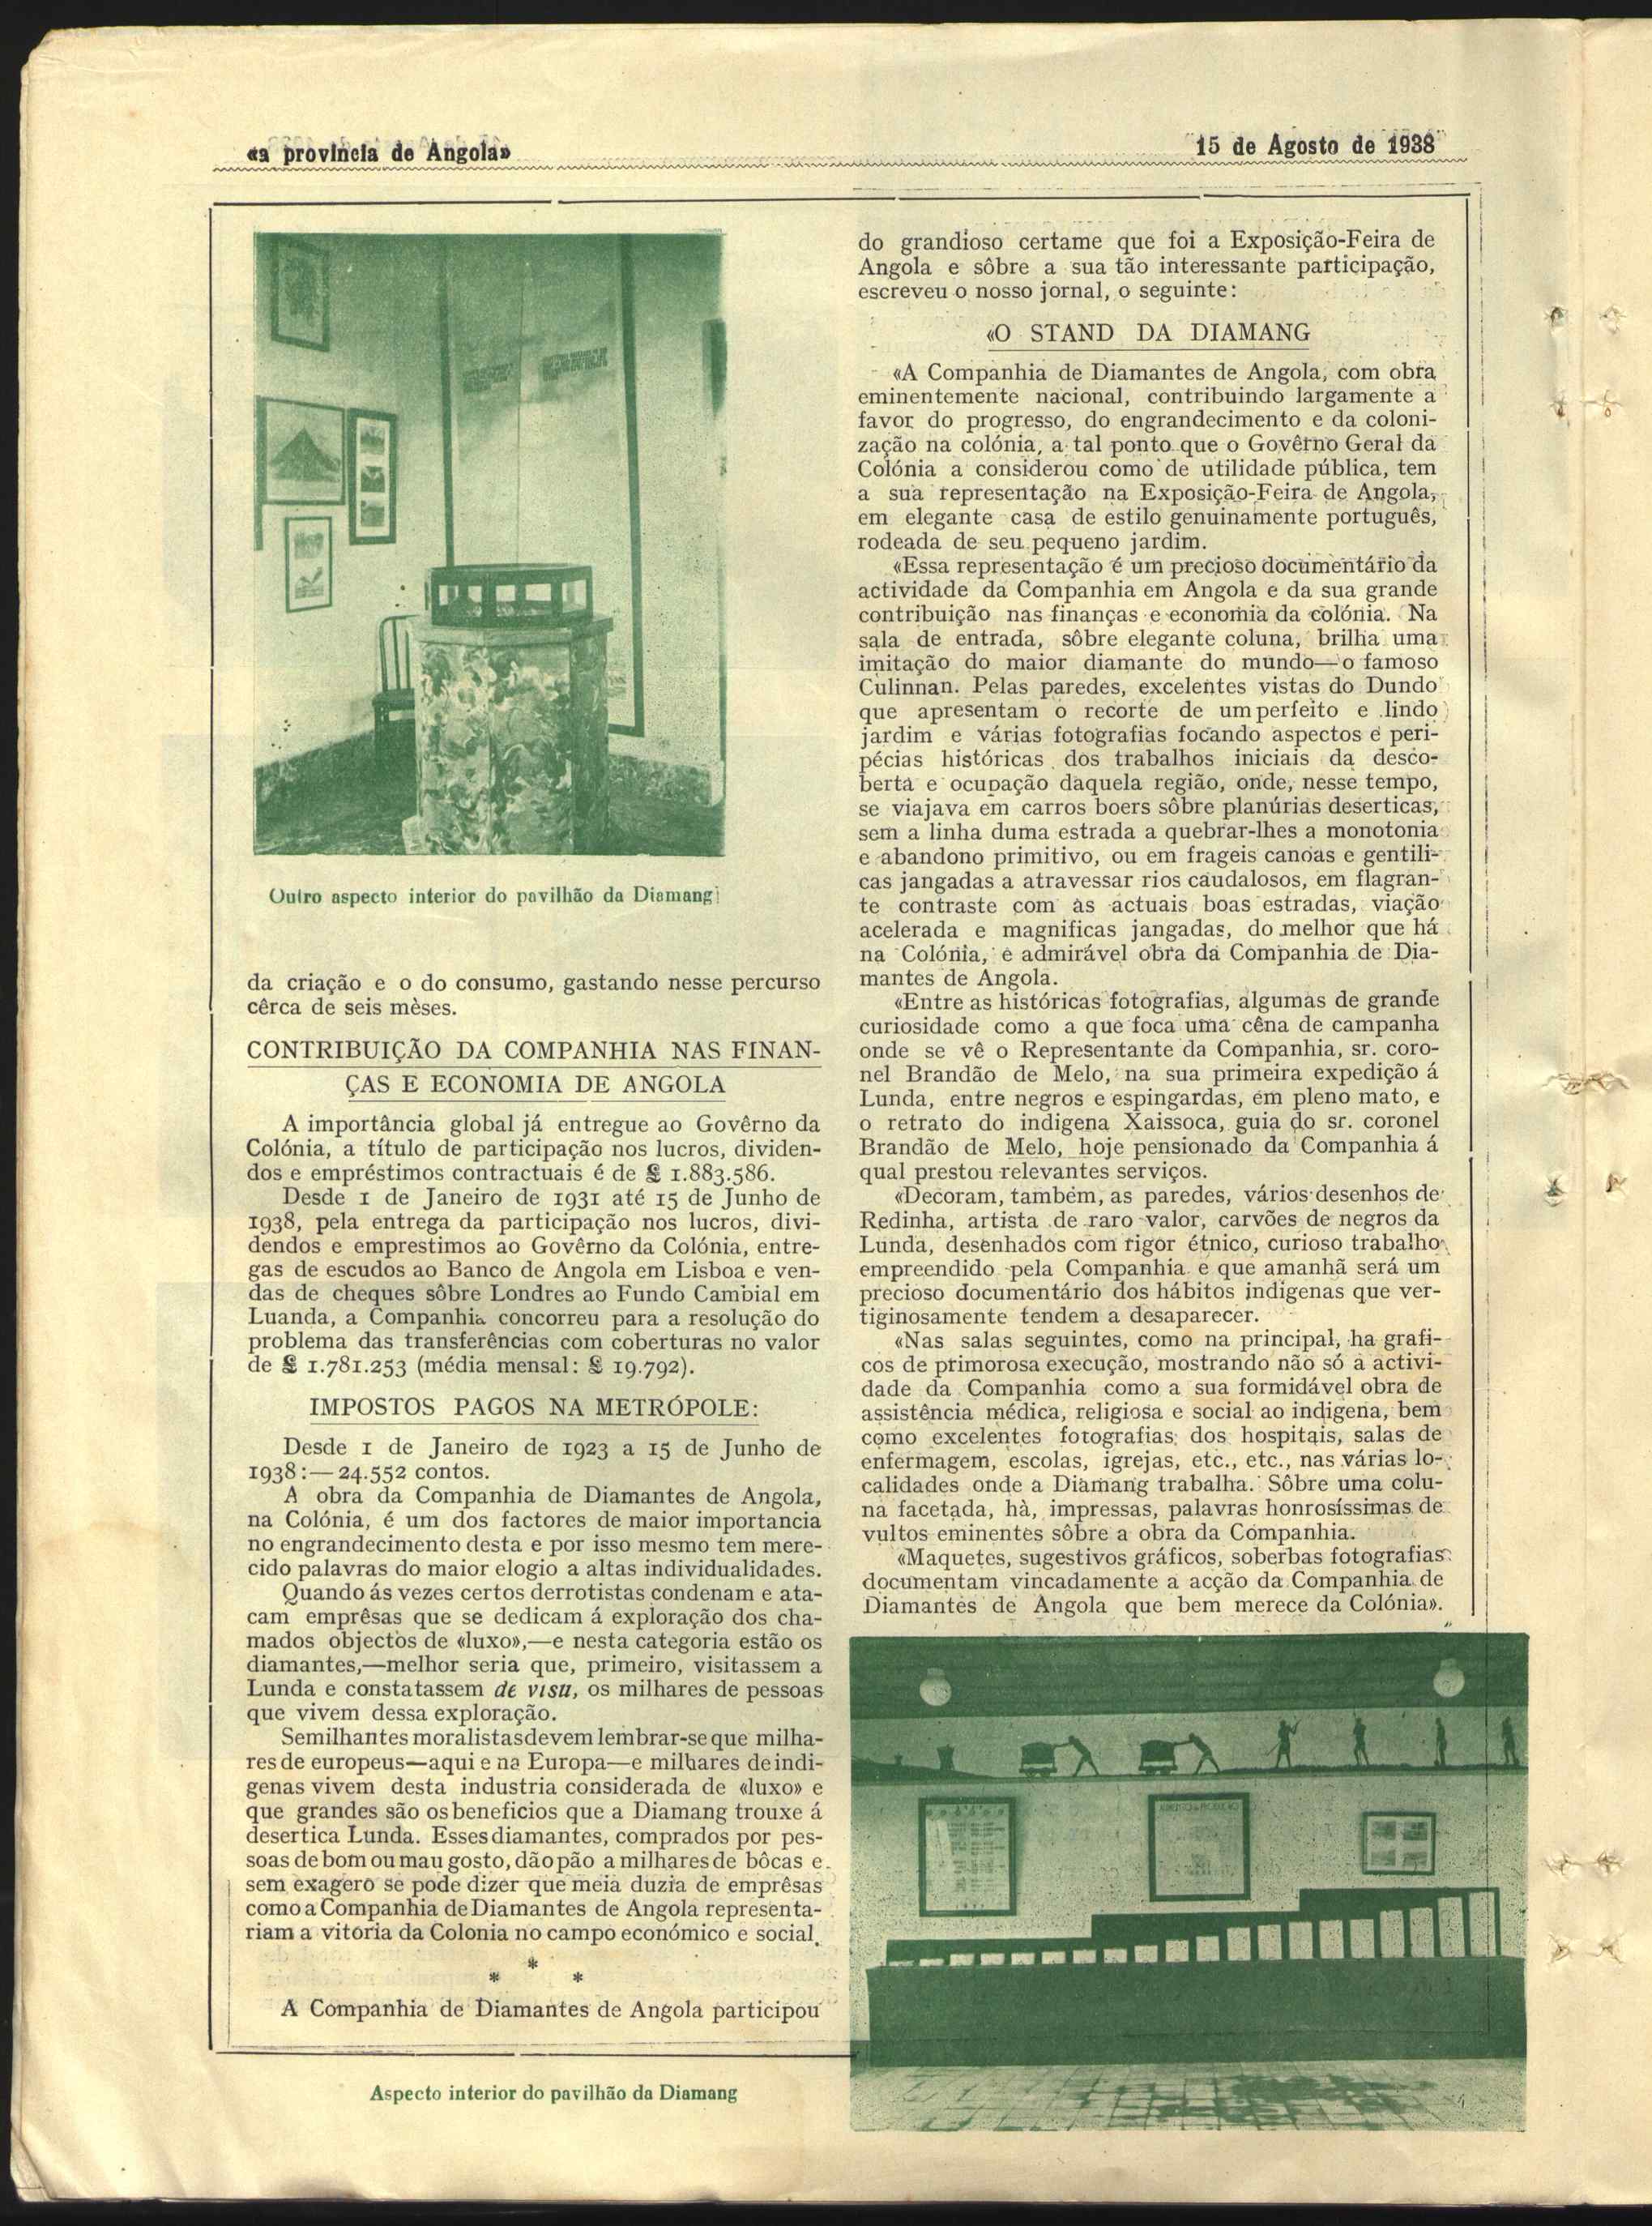 «a província de Angola»
15 de Agosto de 1938
Outro aspecto interior do pavilhão da Diamang
da criação e o do consumo, gastando nesse percurso
cêrca de seis mèses.
CONTRIBUIÇÃO DA COMPANHIA NAS FINAN-
ÇAS E ECONOMIA DE ANGOLA
A importância global já entregue ao Govêrno da
Colónia, a título de participação nos lucros, dividen-
dos e empréstimos contractuais é de £ 1.883.586.
Desde 1 de Janeiro de 1931 até 15 de Junho de
1938, pela entrega da participação nos lucros, divi-
dendos e emprestimos ao Govêrno da Colónia, entre-
gas de escudos ao Banco de Angola em Lisboa e ven-
das de cheques sôbre Londres ao Fundo Cambial em
Luanda, a Companhia concorreu para a resolução do
problema das transferências com coberturas no valor
de £ 1.781.253 (média mensal: £ 19.792).
IMPOSTOS PAGOS NA METRÓPOLE:
Desde 1 de Janeiro de 1923 a 15 de Junho de
1938:—24.552 contos.
A obra da Companhia de Diamantes de Angola,
na Colónia, é um dos factores de maior importancia
no engrandecimento desta e por isso mesmo tem mere-
cido palavras do maior elogio a altas individualidades.
Quando ás vezes certos derrotistas condenam e ata-
cam emprêsas que se dedicam á exploração dos cha-
mados objectos de «luxo»,—e nesta categoria estão os
diamantes,—melhor seria que, primeiro, visitassem a
Lunda e constatassem de visu, os milhares de pessoas
que vivem dessa exploração.
Semilhantes moralistas devem lembrar-se que milha-
res de europeus—aqui e na Europa—e milhares de indi-
genas vivem desta industria considerada de «luxo» e
que grandes são os beneficios que a Diamang trouxe á
desertica Lunda. Esses diamantes, comprados por pes-
soas de bom ou mau gosto, dão pão a milhares de bôcas e
sem exagero se pode dizer que meia duzia de emprêsas
como a Companhia de Diamantes de Angola representa-
riam a vitoria da Colonia no campo económico e social.
* * *
A Companhia de Diamantes de Angola participou
Aspecto interior do pavilhão da Diamang
do grandioso certame que foi a Exposição-Feira de
Angola e sôbre a sua tão interessante participação,
escreveu o nosso jornal, o seguinte:
«O STAND DA DIAMANG
«A Companhia de Diamantes de Angola, com obra
eminentemente nacional, contribuindo largamente a
favor do progresso, do engrandecimento e da coloni-
zação na colónia, a tal ponto que o Govêrno Geral da
Colónia a considerou como de utilidade pública, tem
a sua representação na Exposição-Feira de Angola,
em elegante casa de estilo genuinamente português,
rodeada de seu pequeno jardim.
«Essa representação é um precioso documentário da
actividade da Companhia em Angola e da sua grande
contribuição nas finanças e economia da colónia. Na
sala de entrada, sôbre elegante coluna, brilha uma
imitação do maior diamante do mundo—o famoso
Culinnan. Pelas paredes, excelentes vistas do Dundo
que apresentam o recorte de um perfeito e lindo
jardim e várias fotografias focando aspectos e peri-
pécias históricas dos trabalhos iniciais da desco-
berta e ocupação daquela região, onde, nesse tempo,
se viajava em carros boers sôbre planúrias deserticas,
sem a linha duma estrada a quebrar-lhes a monotonia
e abandono primitivo, ou em frageis canoas e gentili-
cas jangadas a atravessar rios caudalosos, em flagran-
te contraste com as actuais boas estradas, viação
acelerada e magnificas jangadas, do melhor que há
na Colónia, e admirável obra da Companhia de Dia-
mantes de Angola.
«Entre as históricas fotografias, algumas de grande
curiosidade como a que foca uma cêna de campanha
onde se vê o Representante da Companhia, sr. coro-
nel Brandão de Melo, na sua primeira expedição á
Lunda, entre negros e espingardas, em pleno mato, e
o retrato do indigena Xaissoca, guia do sr. coronel
Brandão de Melo, hoje pensionado da Companhia á
qual prestou relevantes serviços.
«Decoram, também, as paredes, vários desenhos de
Redinha, artista de raro valor, carvões de negros da
Lunda, desenhados com rigor étnico, curioso trabalho
empreendido pela Companhia e que amanhã será um
precioso documentário dos hábitos indigenas que ver-
tiginosamente tendem a desaparecer.
«Nas salas seguintes, como na principal, ha grafi-
cos de primorosa execução, mostrando não só a activi-
dade da Companhia como a sua formidável obra de
assistência médica, religiosa e social ao indigena, bem
como excelentes fotografias dos hospitais, salas de
enfermagem, escolas, igrejas, etc., etc., nas várias lo-
calidades onde a Diamang trabalha. Sôbre uma colu-
na facetada, hà, impressas, palavras honrosíssimas de
vultos eminentes sôbre a obra da Companhia.
«Maquetes, sugestivos gráficos, soberbas fotografias
documentam vincadamente a acção da Companhia de
Diamantes de Angola que bem merece da Colónia».